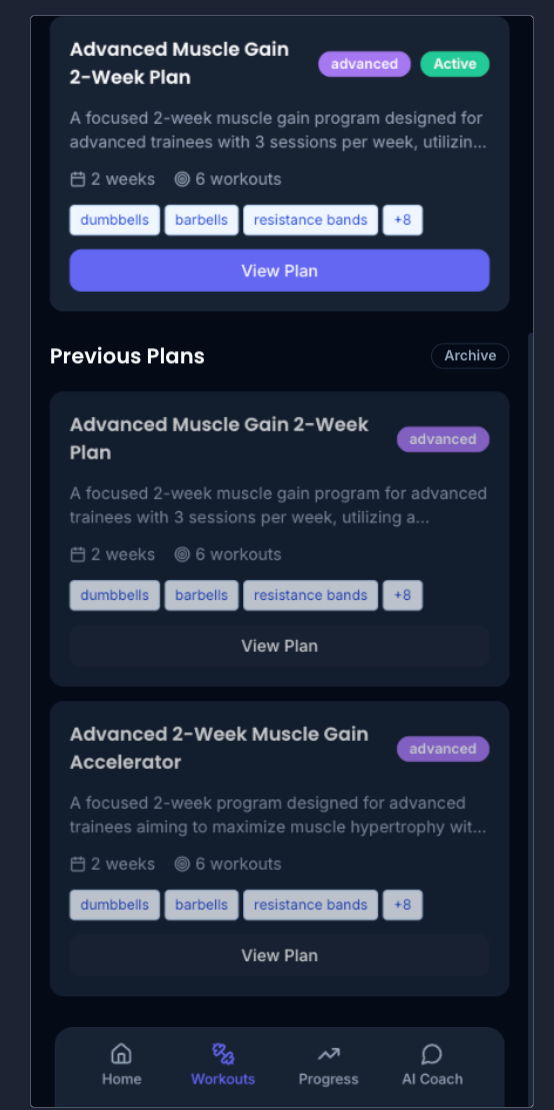 Advanced Muscle Gain
2-Week Plan
advanced
Active
A focused 2-week muscle gain program designed for
advanced trainees with 3 sessions per week, utilizin...
2 weeks
6 workouts
dumbbells
barbells
resistance bands
+8
View Plan
Previous Plans
Archive
Advanced Muscle Gain 2-Week
Plan
advanced
A focused 2-week muscle gain program for advanced
trainees with 3 sessions per week, utilizing a...
2 weeks
6 workouts
dumbbells
barbells
resistance bands
+8
View Plan
Advanced 2-Week Muscle Gain
Accelerator
advanced
A focused 2-week program designed for advanced
trainees aiming to maximize muscle hypertrophy wit...
2 weeks
6 workouts
dumbbells
barbells
resistance bands
+8
View Plan
Home
Workouts
Progress
AI Coach